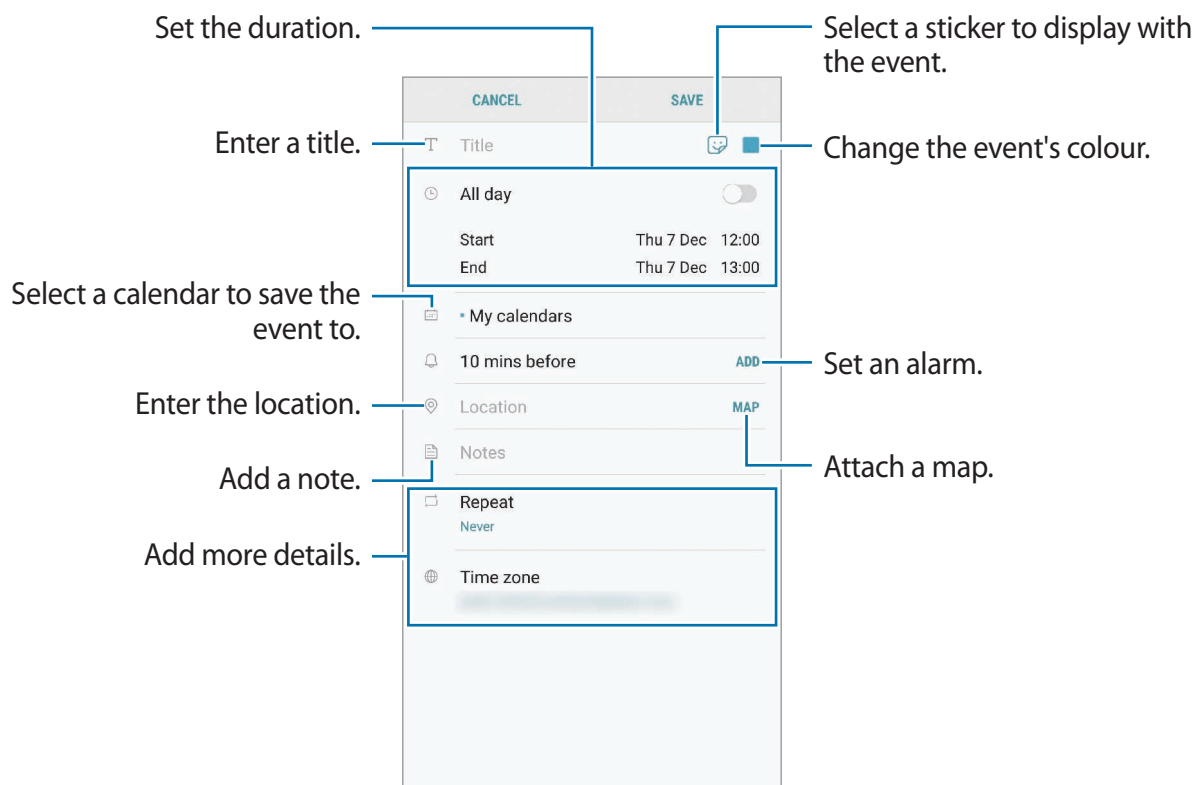 Set the duration.
Select a sticker to display with
the event.
CANCEL SAVE
Enter a title.
Title
Change the event's colour.
All day
Start Thu 7 Dec 12:00
End Thu 7 Dec 13:00
Select a calendar to save the
event to.
My calendars
10 mins before ADD
Set an alarm.
Enter the location.
Location MAP
Notes
Attach a map.
Add a note.
Repeat
Never
Add more details.
Time zone